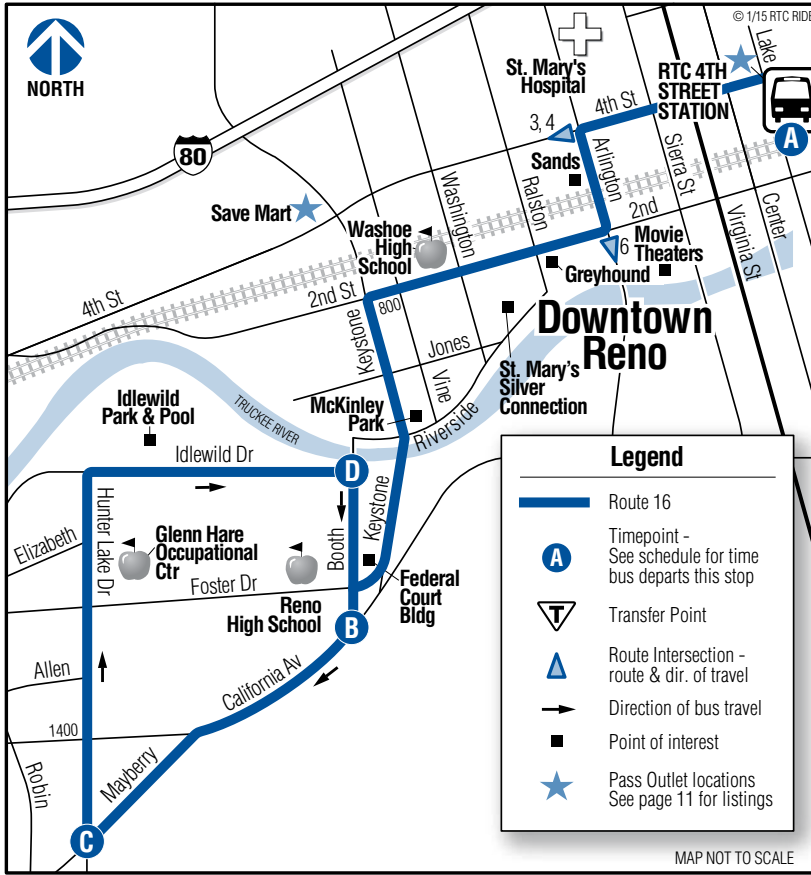 © 1/15 RTC RIDE
NORTH
80
St. Mary's
Hospital
RTC 4TH
STREET
STATION
Lake
A
4th St
3, 4
Sands
Arlington
Sierra St
Virginia St
Center
2nd
Save Mart
Washoe
High
School
Washington
Ralston
6
Movie
Theaters
Greyhound
Downtown
Reno
4th St
2nd St
800
Keystone
Jones
Vine
St. Mary's
Silver
Connection
Idlewild
Park & Pool
TRUCKEE RIVER
McKinley
Park
Riverside
Idlewild Dr
D
Hunter Lake Dr
Elizabeth
Glenn Hare
Occupational
Ctr
Booth
Keystone
Foster Dr
Reno
High School
Federal
Court
Bldg
B
Allen
California Av
1400
Mayberry
Robin
C
Legend
Route 16
A
Timepoint -
See schedule for time
bus departs this stop
T
Transfer Point
Route Intersection -
route & dir. of travel
Direction of bus travel
Point of interest
Pass Outlet locations
See page 11 for listings
MAP NOT TO SCALE